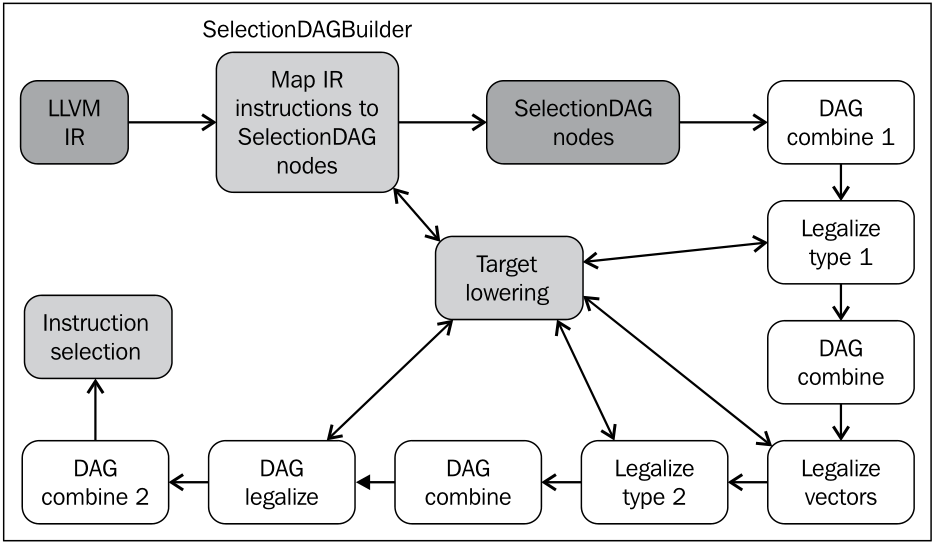 SelectionDAGBuilder
LLVM
IR
Map IR
instructions to
SelectionDAG
nodes
SelectionDAG
nodes
DAG
combine 1
Legalize
type 1
Target
lowering
Instruction
selection
DAG
combine
DAG
combine 2
DAG
legalize
DAG
combine
Legalize
type 2
Legalize
vectors